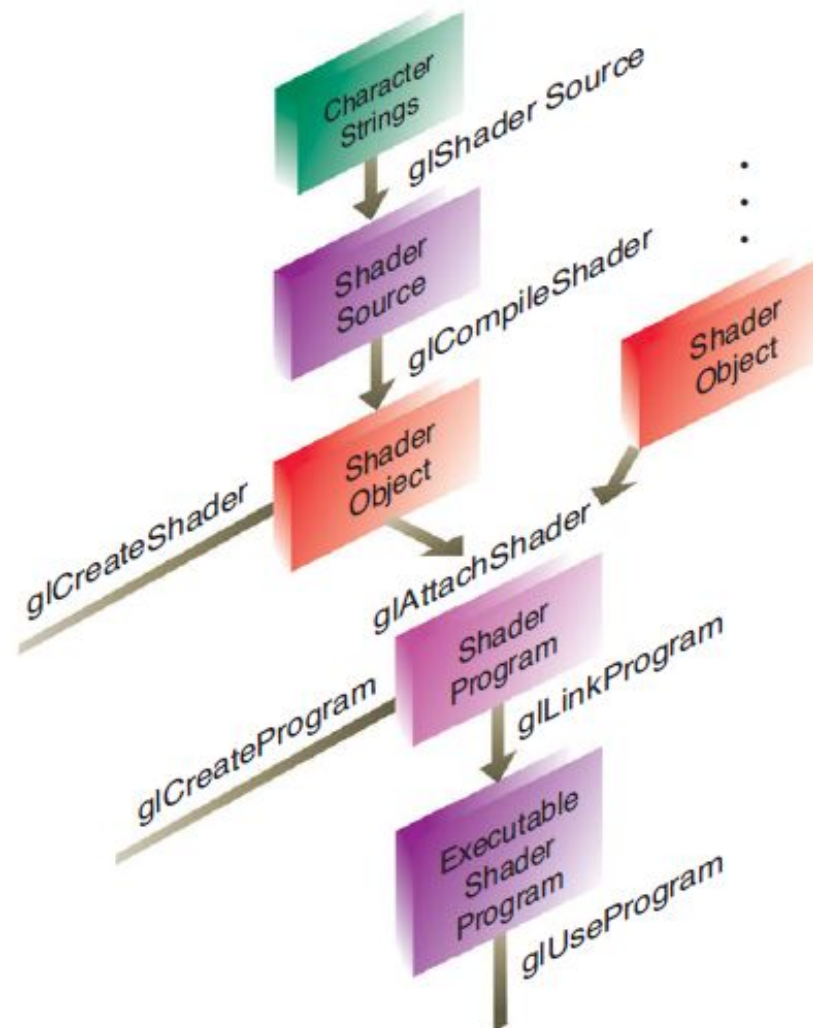 Character
Strings
glShader Source
Shader
Source
glCompileShader
Shader
Object
Shader
Object
glCreateShader
glAttachShader
Shader
Program
glCreateProgram
glLinkProgram
Executable
Shader
Program
glUseProgram